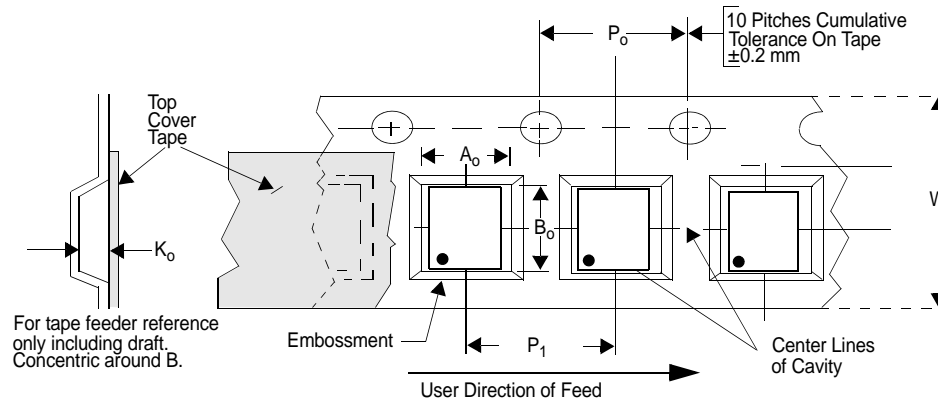 10 Pitches Cumulative
Tolerance On Tape
±0.2 mm
Po
Top
Cover
Tape
Ao
W
Bo
Ko
For tape feeder reference
only including draft.
Concentric around B.
Embossment
P1
Center Lines
of Cavity
User Direction of Feed